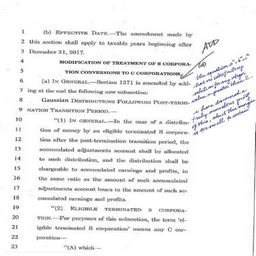 1 (b) EFFECTIVE DATE.—The amendment made by
2 this section shall apply to taxable years beginning after
3 December 31, 2017.
4 MODIFICATION OF TREATMENT OF S CORPORA-
5 TION CONVERSIONS TO C CORPORATIONS.
6 (a) IN GENERAL.—Section 1371 is amended by add-
7 ing at the end the following new subsection:
8 DISTRIBUTIONS FOLLOWING POST-TERMI-
9 NATION TRANSITION PERIOD.—
10 "(1) IN GENERAL.—In the case of a distribu-
11 tion of money by an eligible terminated S corpora-
12 tion after the post-termination transition period, the
13 accumulated adjustments account shall be allocated
14 to such distribution, and the distribution shall be
15 chargeable to accumulated earnings and profits, in
16 the same ratio as the amount of such accumulated
17 adjustments account bears to the amount of such ac-
18 cumulated earnings and profits.
19 "(2) ELIGIBLE TERMINATED S CORPORA-
20 TION.—For purposes of this subsection, the term 'el-
21 igible terminated S corporation' means any C cor-
22 poration—
23 "(A) which—
ADD